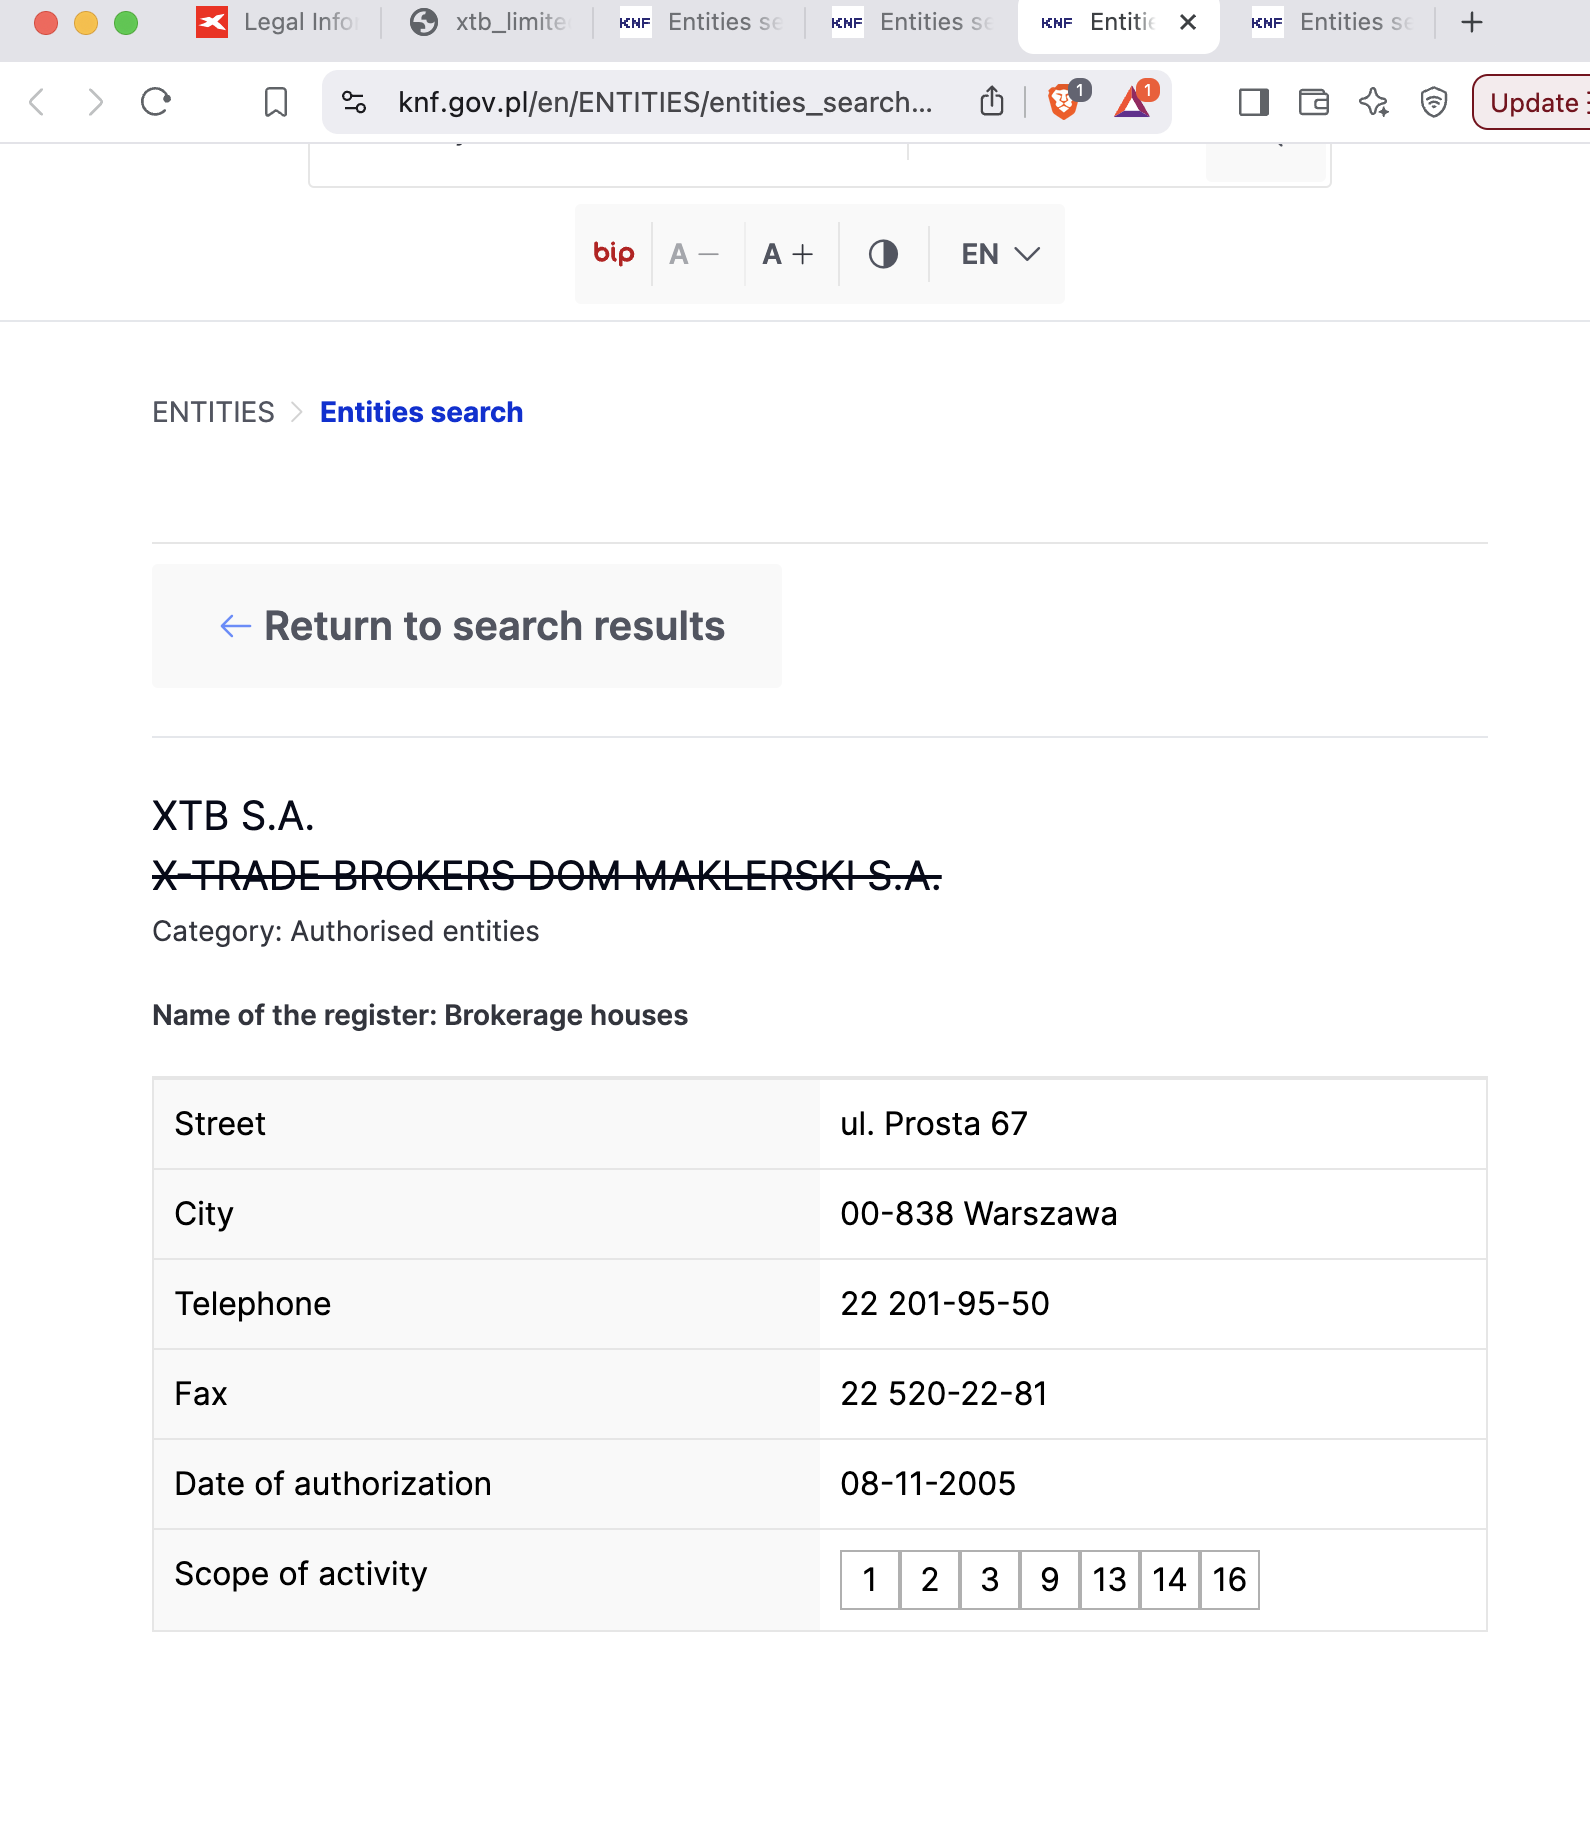 Legal Info
xtb_limite
KNF Entities se
KNF Entities se
KNF Entitie
KNF Entities se
knf.gov.pl/en/ENTITIES/entities_search...
1
1
Update
bip
A −
A +
EN
ENTITIES
Entities search
← Return to search results
XTB S.A.
X-TRADE BROKERS DOM MAKLERSKI S.A.
Category: Authorised entities
Name of the register: Brokerage houses
Street ul. Prosta 67
City 00-838 Warszawa
Telephone 22 201-95-50
Fax 22 520-22-81
Date of authorization 08-11-2005
Scope of activity 1 2 3 9 13 14 16